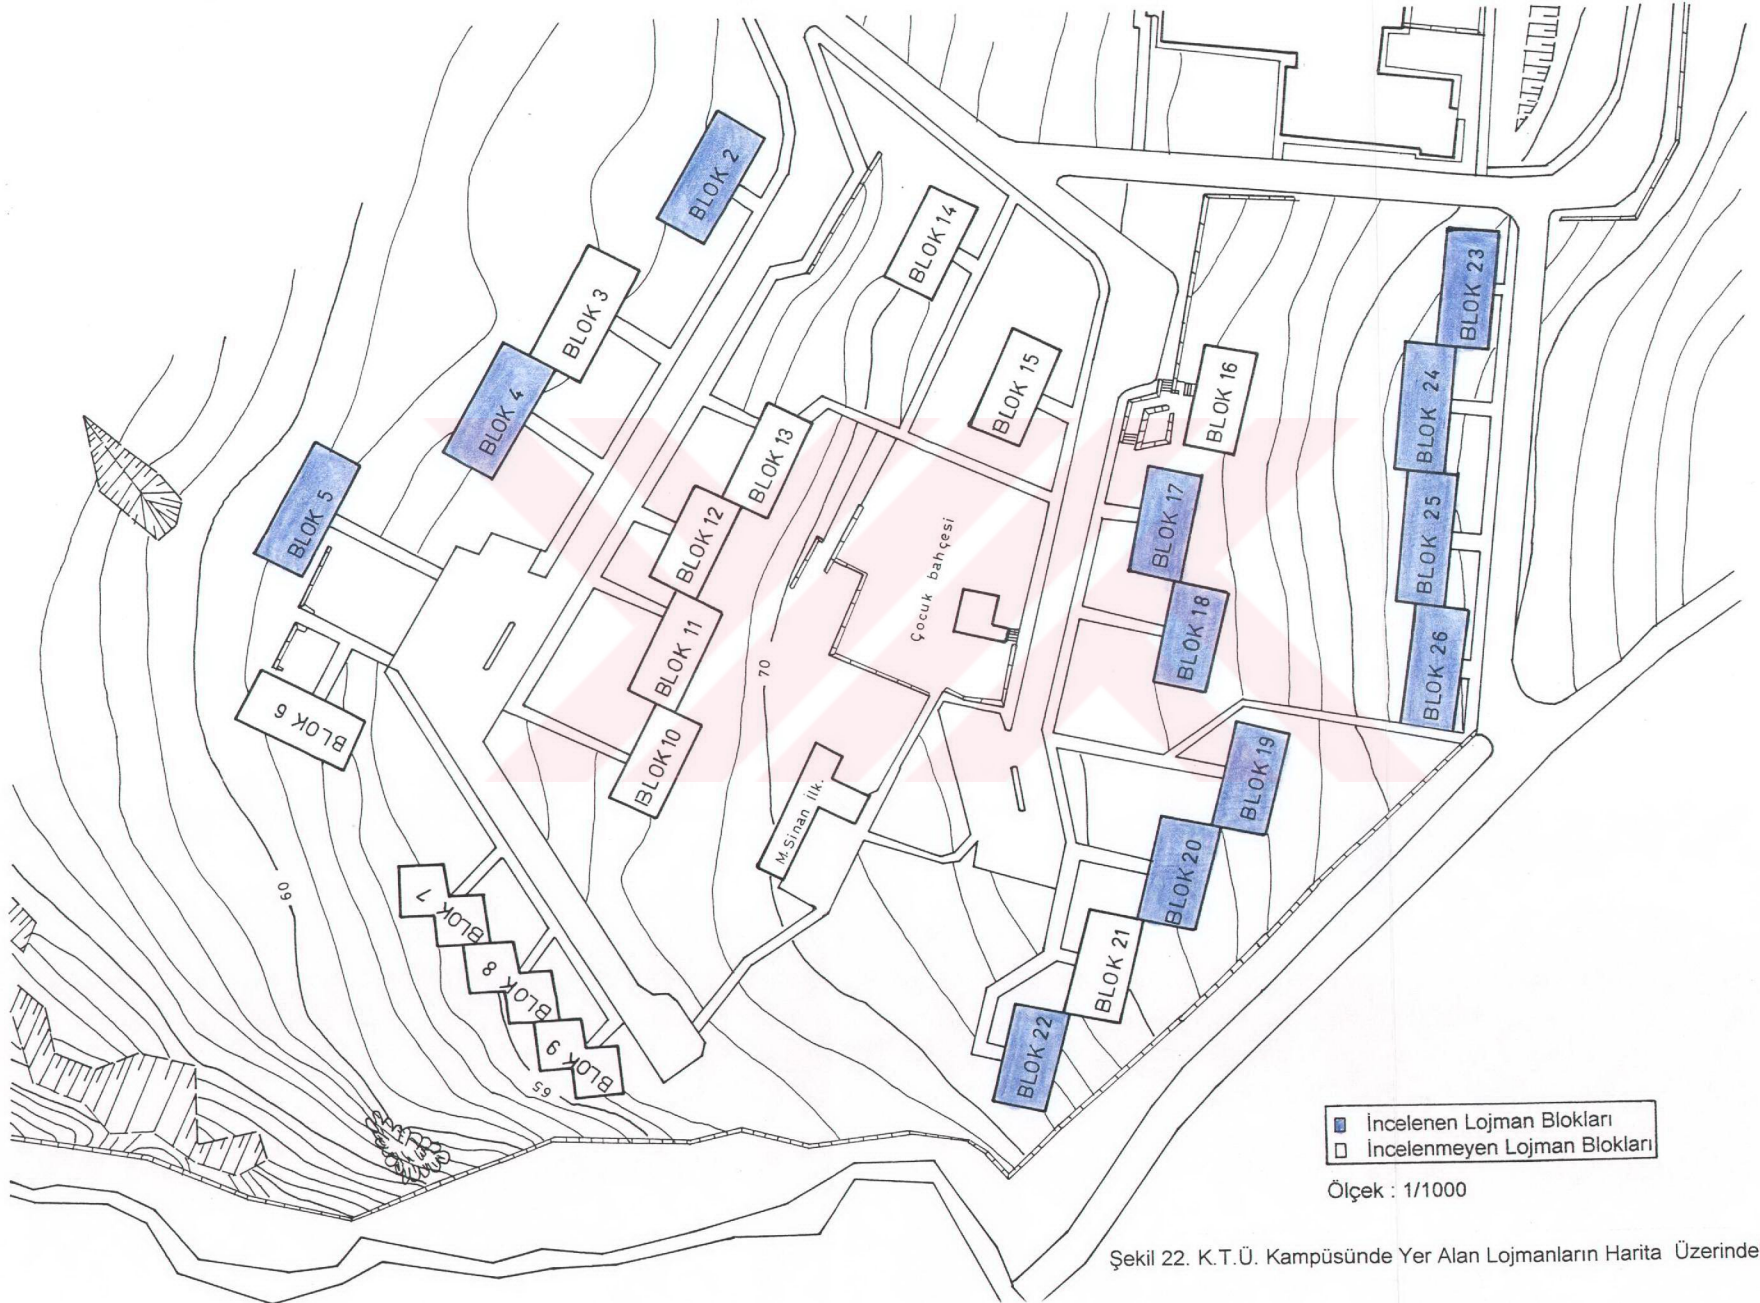 BLOK 2
BLOK 3
BLOK 4
BLOK 5
BLOK 6
BLOK 7
BLOK 8
BLOK 9
BLOK 10
BLOK 11
BLOK 12
BLOK 13
BLOK 14
BLOK 15
BLOK 16
BLOK 17
BLOK 18
BLOK 19
BLOK 20
BLOK 21
BLOK 22
BLOK 23
BLOK 24
BLOK 25
BLOK 26
Çocuk bahçesi
M. Sinan İlk.
70
60
65
İncelenen Lojman Blokları
İncelenmeyen Lojman Blokları
Ölçek : 1/1000
Şekil 22. K.T.Ü. Kampüsünde Yer Alan Lojmanların Harita Üzerinde